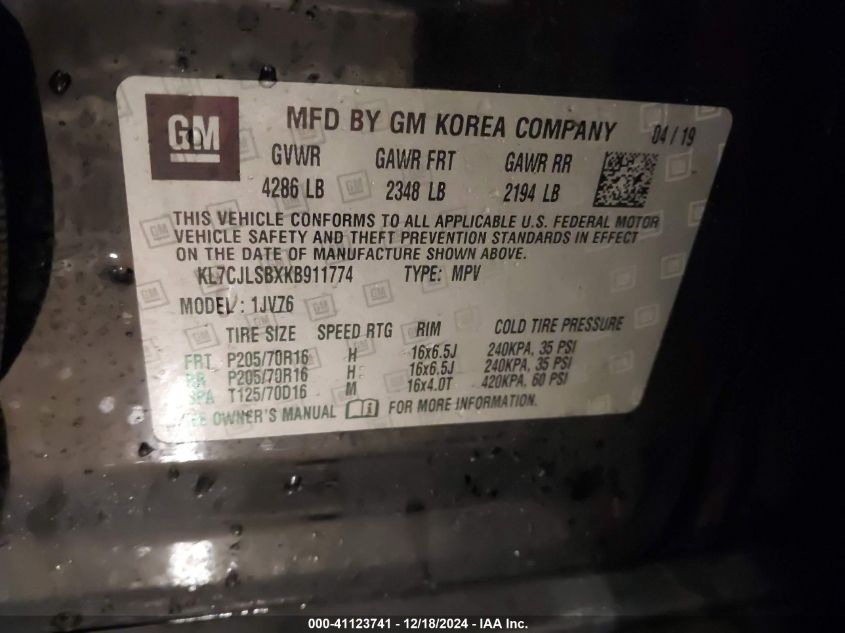 GM
MFD BY GM KOREA COMPANY 04 / 19
GVWR GAWR FRT GAWR RR
4286 LB 2348 LB 2194 LB
THIS VEHICLE CONFORMS TO ALL APPLICABLE U.S. FEDERAL MOTOR
VEHICLE SAFETY AND THEFT PREVENTION STANDARDS IN EFFECT
ON THE DATE OF MANUFACTURE SHOWN ABOVE.
KL7CJLSBXKB911774 TYPE: MPV
MODEL: 1JV76
TIRE SIZE SPEED RTG RIM COLD TIRE PRESSURE
FRT P205/70R16 H 16x6.5J 240KPA, 35 PSI
RR P205/70R16 H 16x6.5J 240KPA, 35 PSI
SPA T125/70D16 M 16x4.0T 420KPA, 60 PSI
SEE OWNER'S MANUAL FOR MORE INFORMATION.
000-41123741 - 12/18/2024 - IAA Inc.